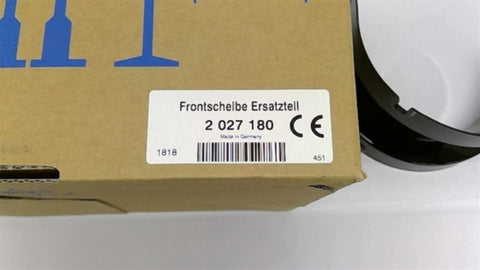 Frontscheibe Ersatzteil
2 027 180 CE
Made in Germany
1818
451